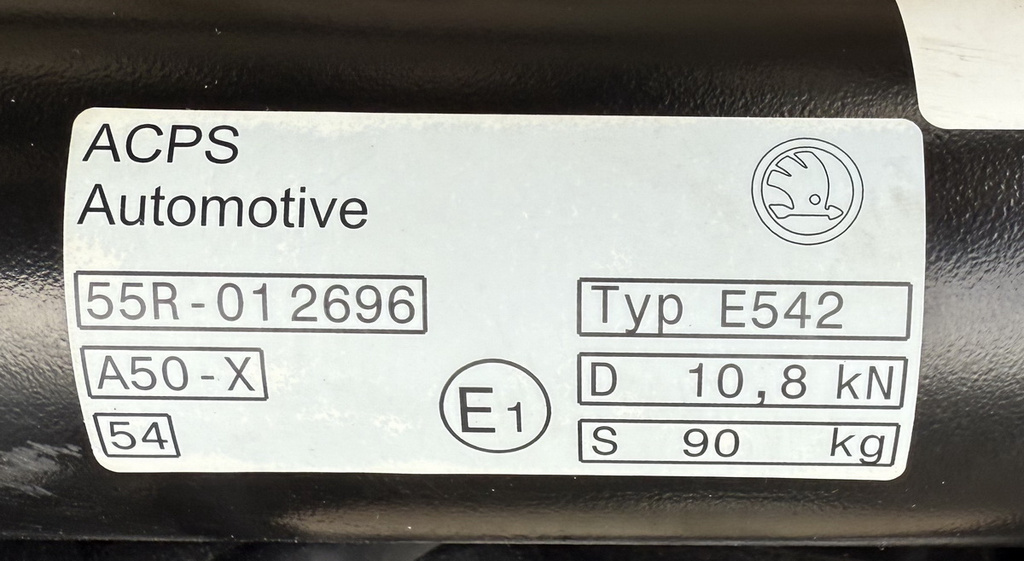 ACPS
Automotive
55R-01 2696
A50-X
54
E1
Typ E542
D 10,8 kN
S 90 kg